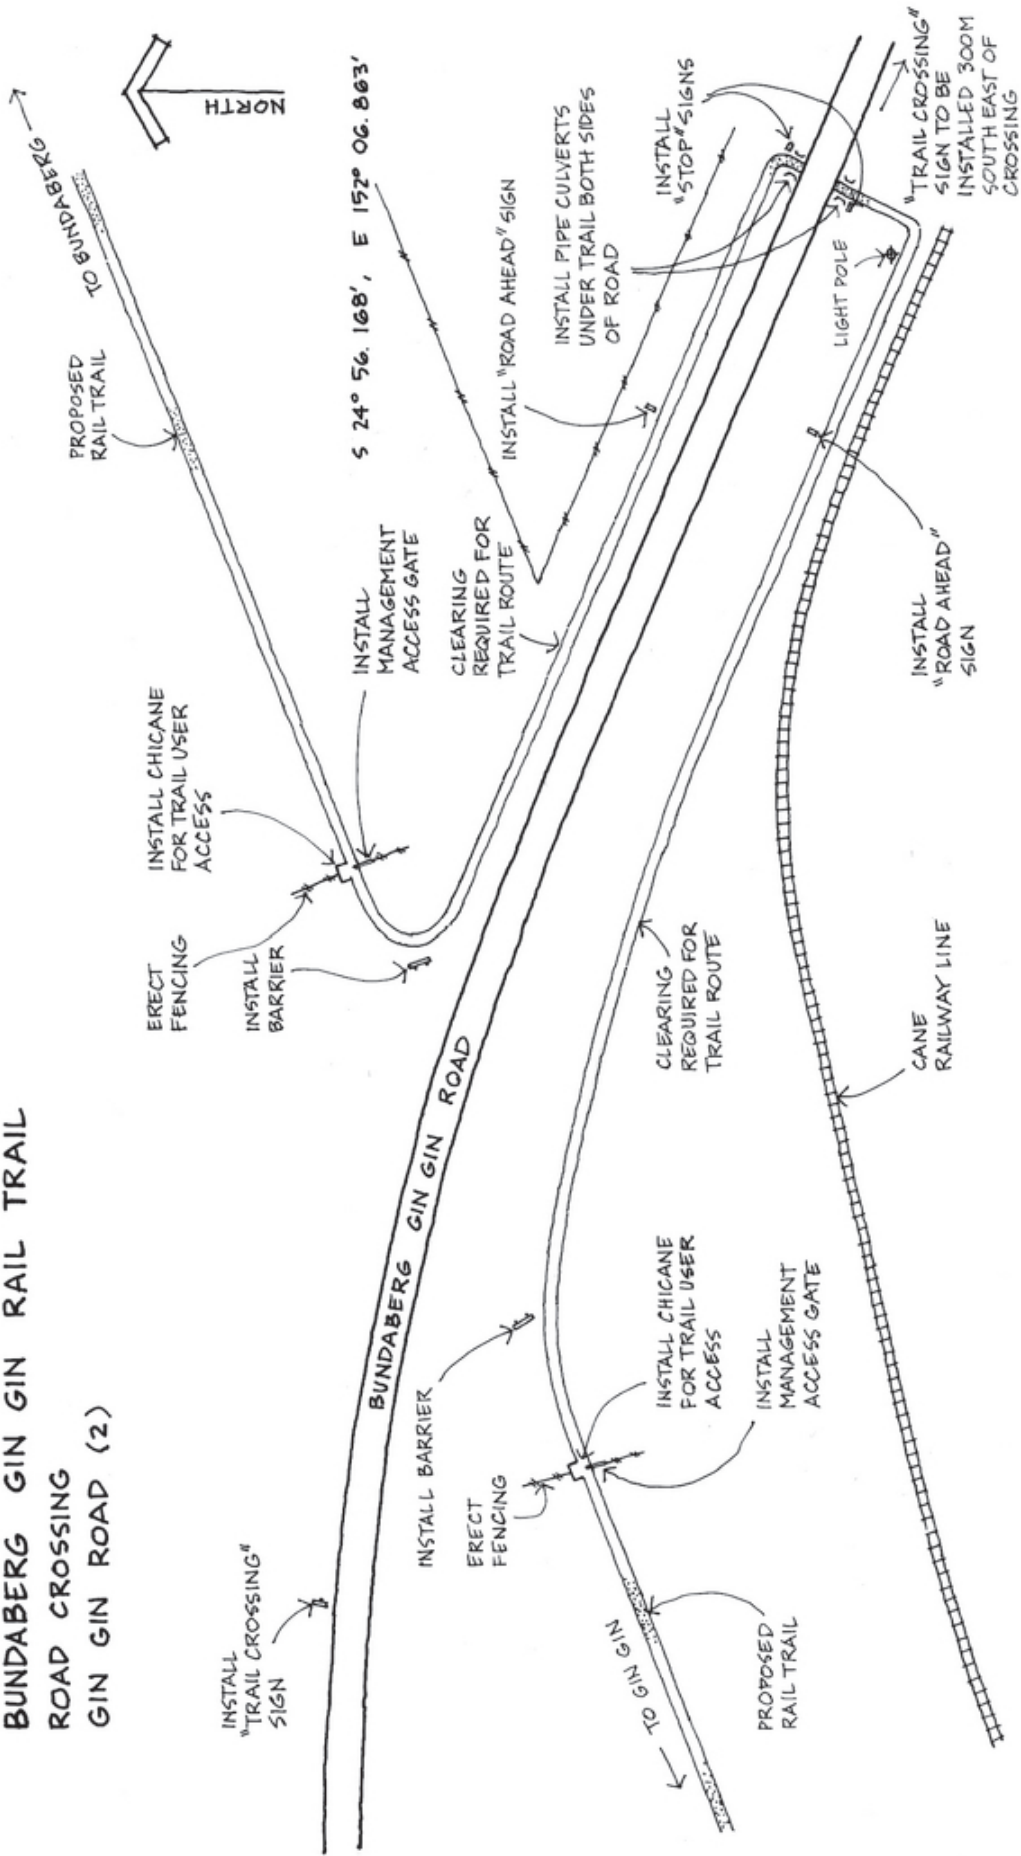 BUNDABERG GIN GIN RAIL TRAIL
ROAD CROSSING
GIN GIN ROAD (2)
INSTALL
"TRAIL CROSSING"
SIGN
ERECT
FENCING
INSTALL
BARRIER
INSTALL CHICANE
FOR TRAIL USER
ACCESS
PROPOSED
RAIL TRAIL
TO BUNDABERG
NORTH
S 24° 56. 168', E 152° 06. 863'
INSTALL
MANAGEMENT
ACCESS GATE
CLEARING
REQUIRED FOR
TRAIL ROUTE
INSTALL "ROAD AHEAD" SIGN
INSTALL PIPE CULVERTS
UNDER TRAIL BOTH SIDES
OF ROAD
INSTALL
"STOP" SIGNS
BUNDABERG GIN GIN ROAD
INSTALL BARRIER
ERECT
FENCING
INSTALL CHICANE
FOR TRAIL USER
ACCESS
INSTALL
MANAGEMENT
ACCESS GATE
CLEARING
REQUIRED FOR
TRAIL ROUTE
LIGHT POLE
"TRAIL CROSSING"
SIGN TO BE
INSTALLED 300M
SOUTH EAST OF
CROSSING
TO GIN GIN
PROPOSED
RAIL TRAIL
CANE
RAILWAY LINE
INSTALL
"ROAD AHEAD"
SIGN